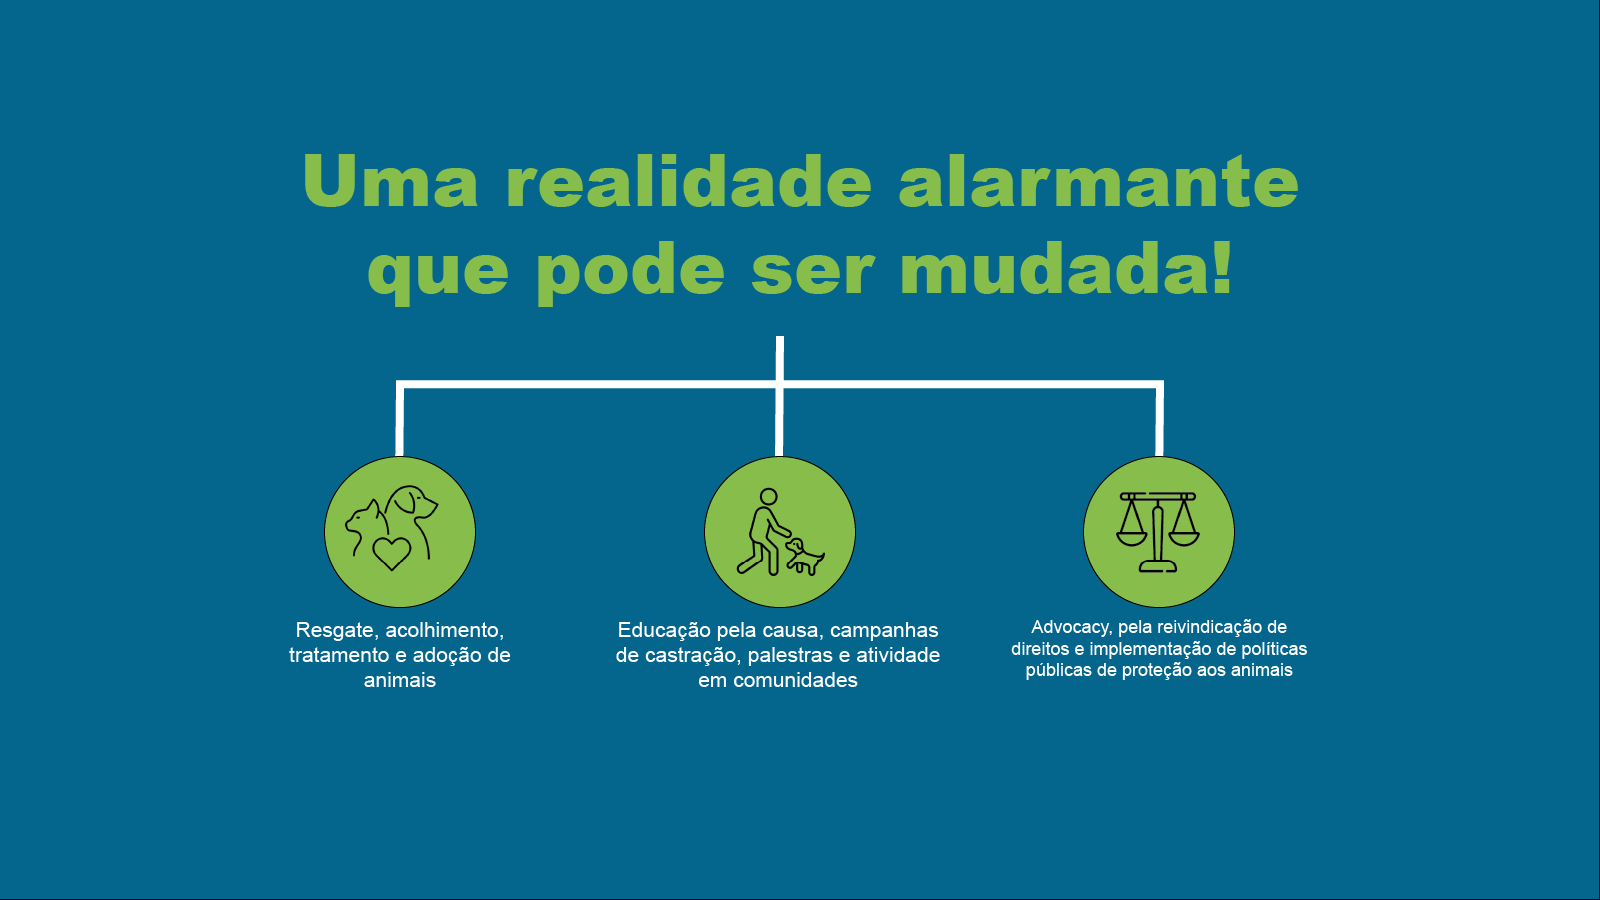 Uma realidade alarmante
que pode ser mudada!
Resgate, acolhimento,
tratamento e adoção de
animais
Educação pela causa, campanhas
de castração, palestras e atividade
em comunidades
Advocacy, pela reivindicação de
direitos e implementação de políticas
públicas de proteção aos animais